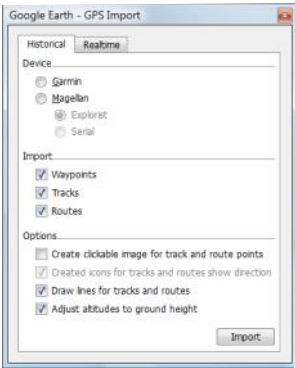 Google Earth - GPS Import
Historical
Realtime
Device
Garmin
Magellan
Explorist
Serial
Import
Waypoints
Tracks
Routes
Options
Create clickable image for track and route points
Created icons for tracks and routes show direction
Draw lines for tracks and routes
Adjust altitudes to ground height
Import